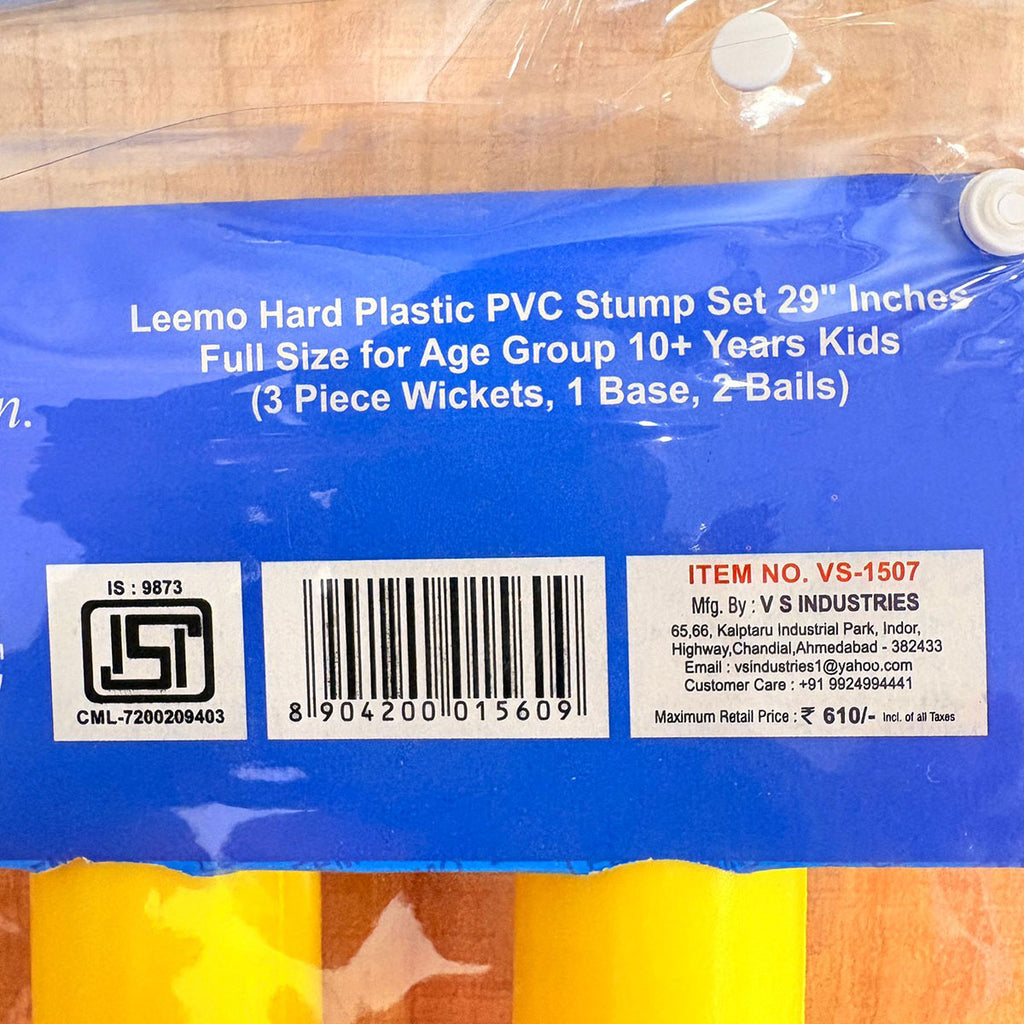 Leemo Hard Plastic PVC Stump Set 29" Inches
Full Size for Age Group 10+ Years Kids
(3 Piece Wickets, 1 Base, 2 Bails)
n.
IS : 9873
ISI
CML-7200209403
8 904200 015609
ITEM NO. VS-1507
Mfg. By : V S INDUSTRIES
65,66, Kalptaru Industrial Park, Indor,
Highway,Chandial,Ahmedabad - 382433
Email : vsindustries1@yahoo.com
Customer Care : +91 9924994441
Maximum Retail Price : ₹ 610/- Incl. of all Taxes